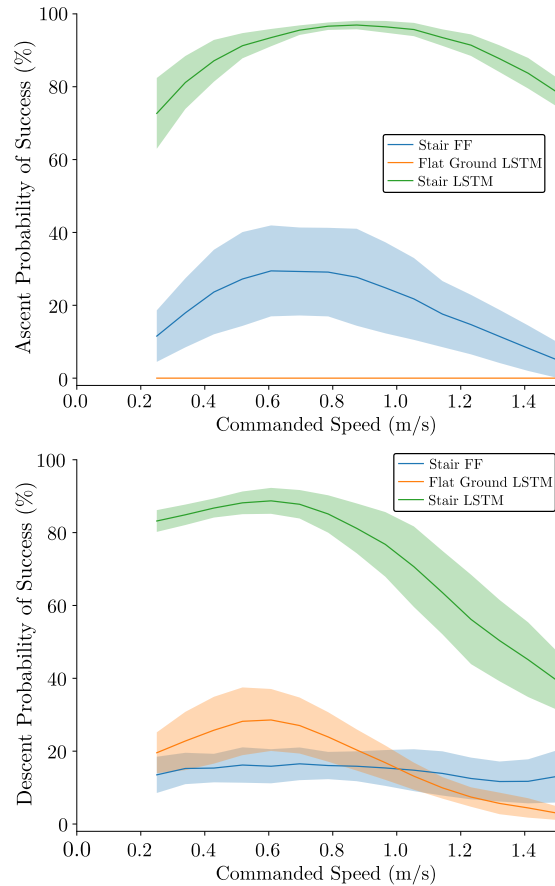 Ascent Probability of Success (%)
100
80
60
40
20
0
Stair FF
Flat Ground LSTM
Stair LSTM
0.0 0.2 0.4 0.6 0.8 1.0 1.2 1.4
Commanded Speed (m/s)
Descent Probability of Success (%)
100
80
60
40
20
0
Stair FF
Flat Ground LSTM
Stair LSTM
0.0 0.2 0.4 0.6 0.8 1.0 1.2 1.4
Commanded Speed (m/s)